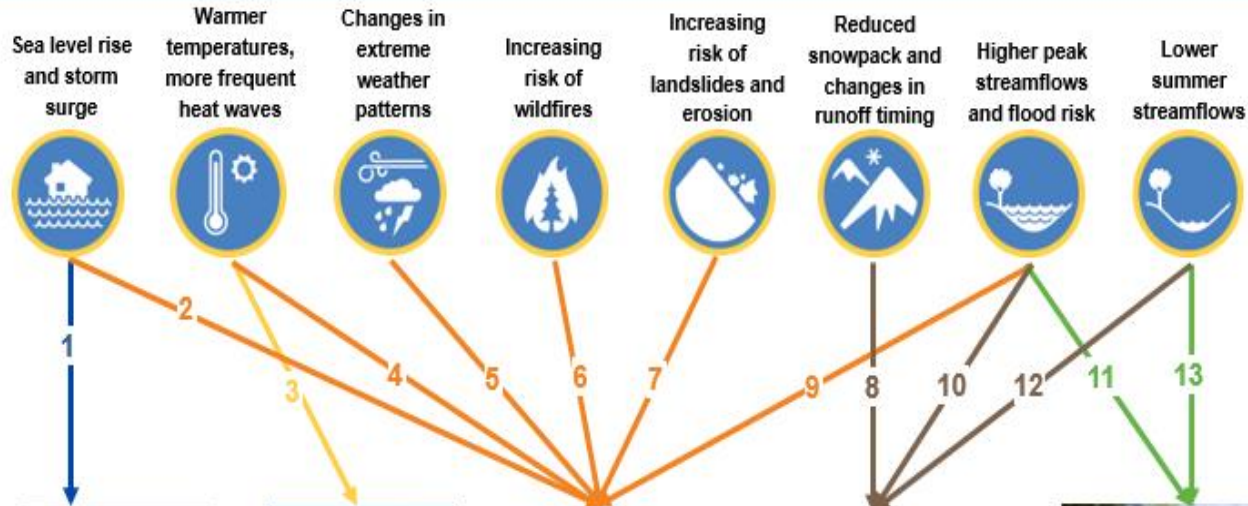 Sea level rise
and storm
surge
Warmer
temperatures,
more frequent
heat waves
Changes in
extreme
weather
patterns
Increasing
risk of
wildfires
Increasing
risk of
landslides and
erosion
Reduced
snowpack and
changes in
runoff timing
Higher peak
streamflows
and flood risk
Lower
summer
streamflows
1
2
3
4
5
6
7
8
9
10
11
12
13